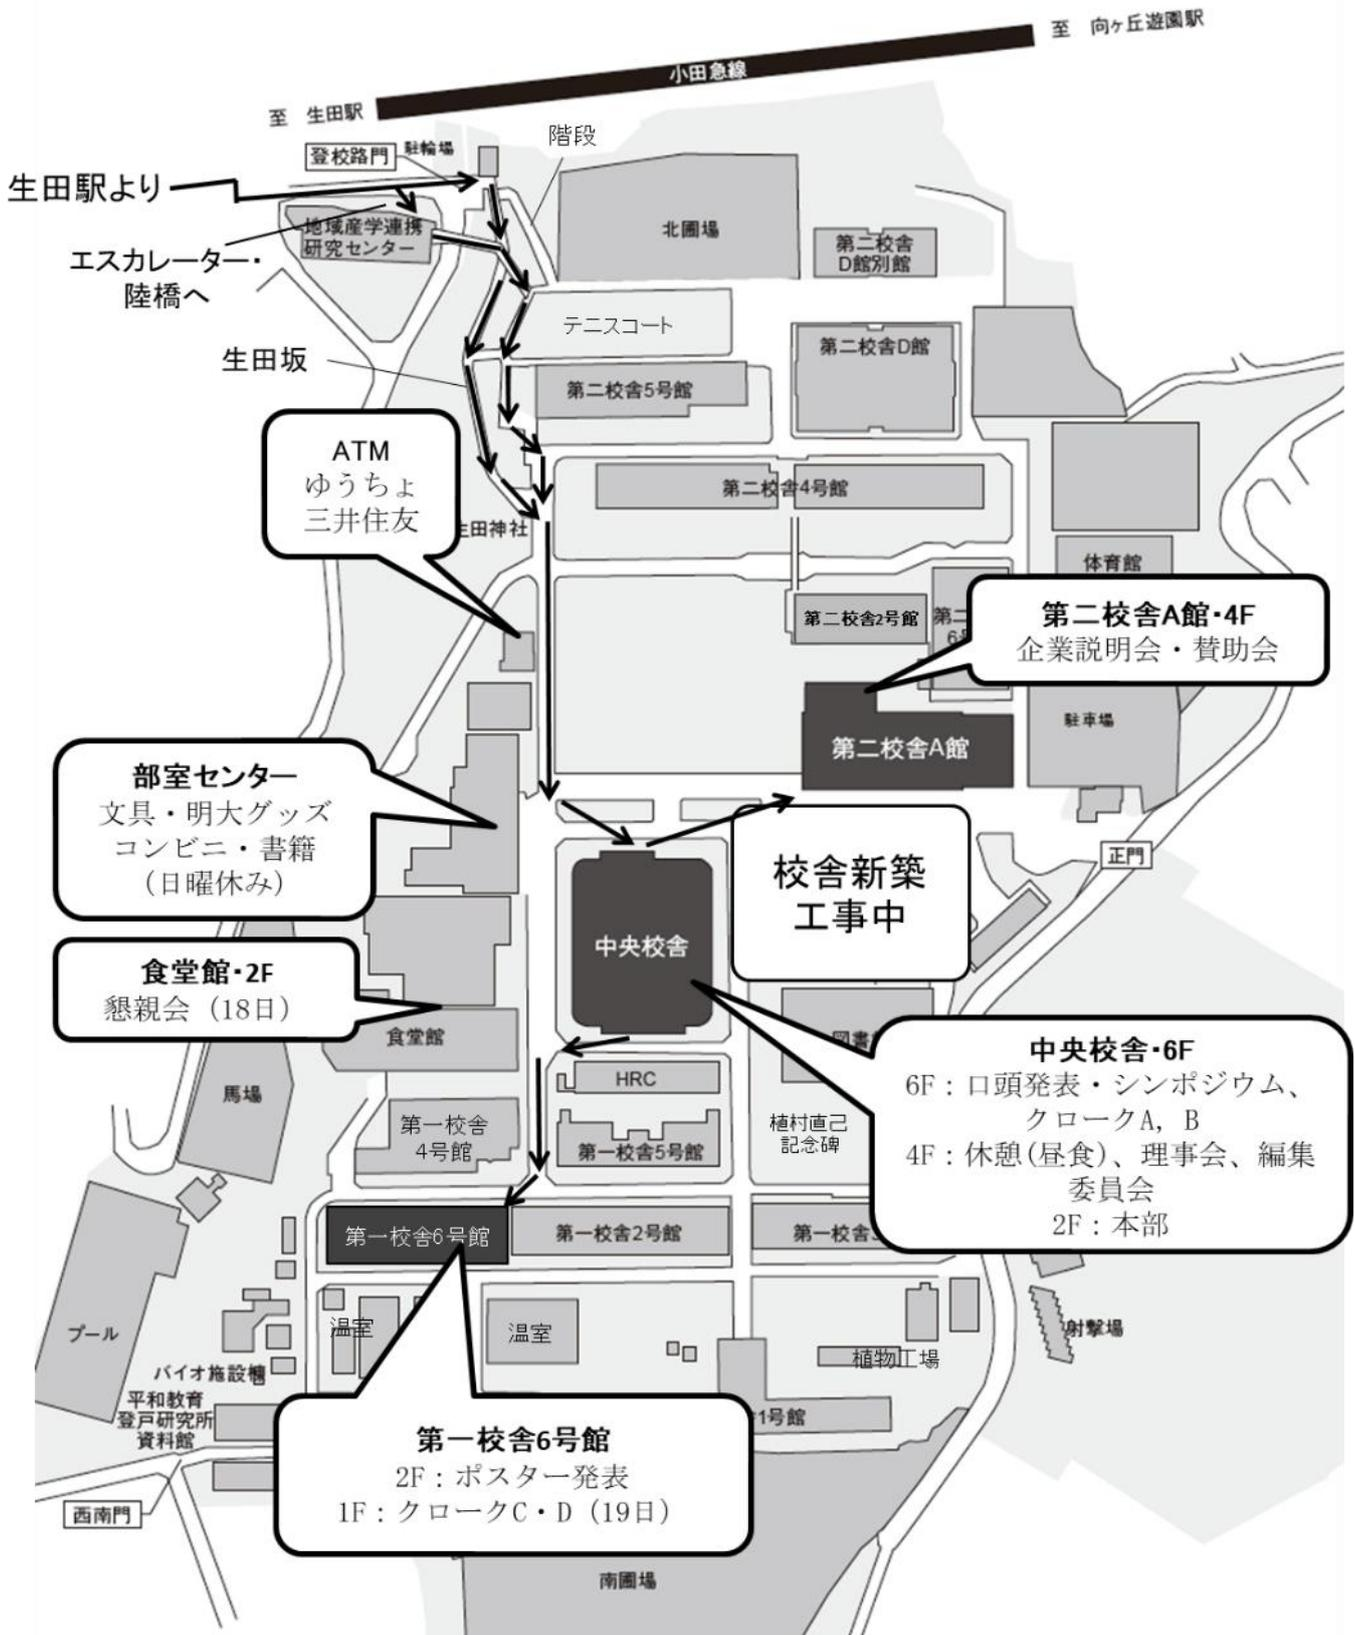 至 向ヶ丘遊園駅
小田急線
至 生田駅
階段
駐輪場
登校路門
生田駅より
地域産学連携
研究センター
エスカレーター・
陸橋へ
北圃場
第二校舎
D館別館
テニスコート
第二校舎D館
生田坂
第二校舎5号館
ATM
ゆうちょ
三井住友
第二校舎4号館
生田神社
体育館
第二校舎2号館
第二
第二校舎A館・4F
企業説明会・賛助会
駐車場
第二校舎A館
部室センター
文具・明大グッズ
コンビニ・書籍
（日曜休み）
校舎新築
工事中
正門
中央校舎
食堂館・2F
懇親会（18日）
食堂館
図書
中央校舎・6F
6F：口頭発表・シンポジウム、
クロークA, B
4F：休憩(昼食)、理事会、編集
委員会
2F：本部
HRC
馬場
第一校舎
4号館
第一校舎5号館
植村直己
記念碑
第一校舎6号館
第一校舎2号館
第一校舎3
プール
温室
温室
射撃場
植物工場
バイオ施設棟
平和教育
登戸研究所
資料館
1号館
第一校舎6号館
2F：ポスター発表
1F：クロークC・D（19日）
西南門
南圃場